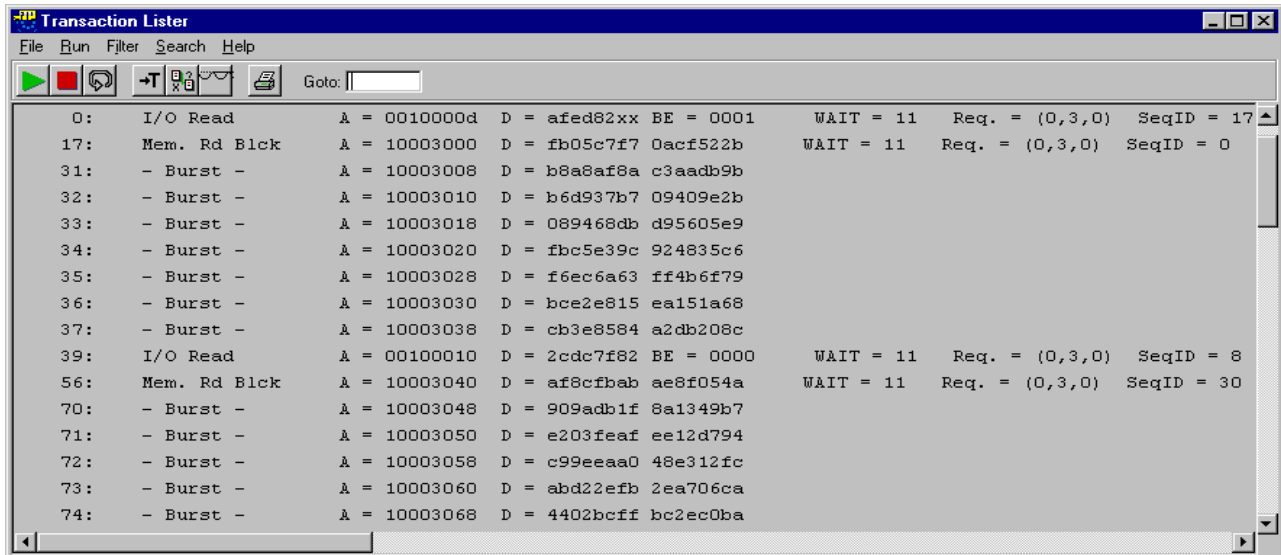 Transaction Lister
File Run Filter Search Help
Goto:
0: I/O Read A = 0010000d D = afed82xx BE = 0001 WAIT = 11 Req. = (0,3,0) SeqID = 17
17: Mem. Rd Blck A = 10003000 D = fb05c7f7 0acf522b WAIT = 11 Req. = (0,3,0) SeqID = 0
31: - Burst - A = 10003008 D = b8a8af8a c3aadb9b
32: - Burst - A = 10003010 D = b6d937b7 09409e2b
33: - Burst - A = 10003018 D = 089468db d95605e9
34: - Burst - A = 10003020 D = fbc5e39c 924835c6
35: - Burst - A = 10003028 D = f6ec6a63 ff4b6f79
36: - Burst - A = 10003030 D = bce2e815 ea151a68
37: - Burst - A = 10003038 D = cb3e8584 a2db208c
39: I/O Read A = 00100010 D = 2cdc7f82 BE = 0000 WAIT = 11 Req. = (0,3,0) SeqID = 8
56: Mem. Rd Blck A = 10003040 D = af8cfbab ae8f054a WAIT = 11 Req. = (0,3,0) SeqID = 30
70: - Burst - A = 10003048 D = 909adb1f 8a1349b7
71: - Burst - A = 10003050 D = e203feaf ee12d794
72: - Burst - A = 10003058 D = c99eeaa0 48e312fc
73: - Burst - A = 10003060 D = abd22efb 2ea706ca
74: - Burst - A = 10003068 D = 4402bcff bc2ec0ba